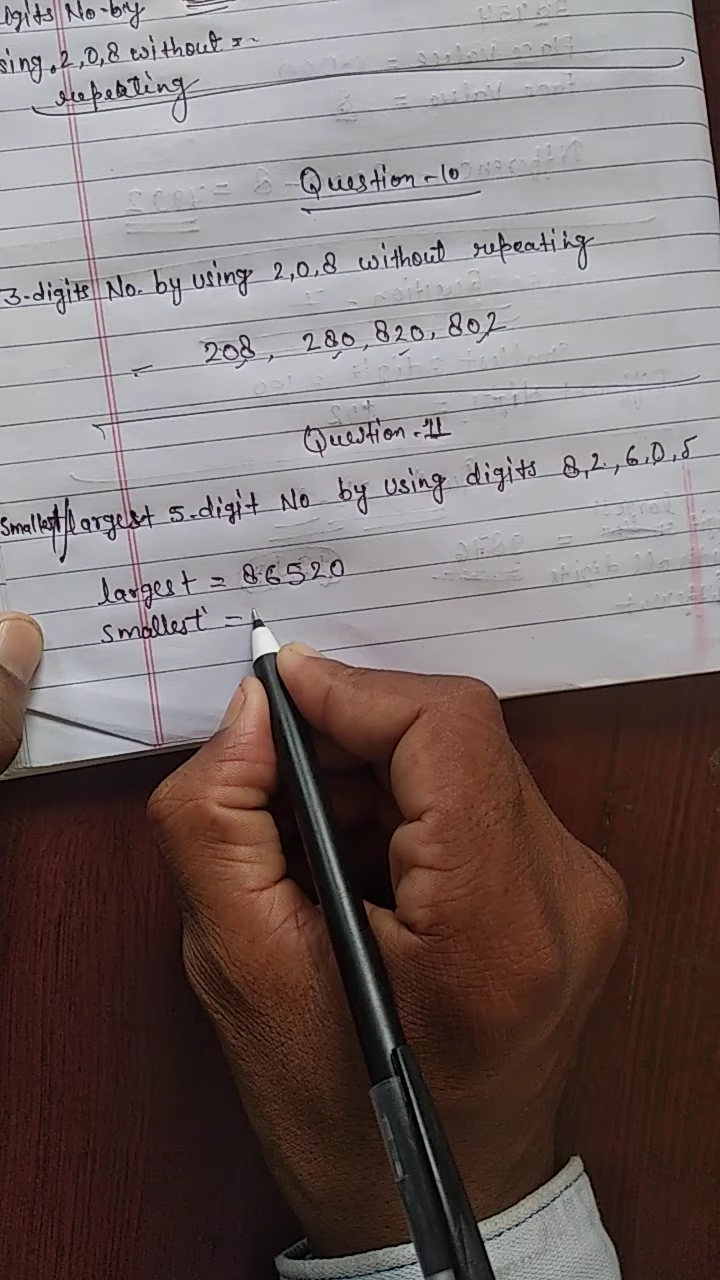 digits No. by
sing. 2,0,8 without =
repeating
Question-10
3-digits No. by using 2,0,8 without repeating
= 208, 280, 820, 802
Question-11
Smallest/largest 5-digit No by using digits 8,2,6,0,5
largest = 86520
smallest =